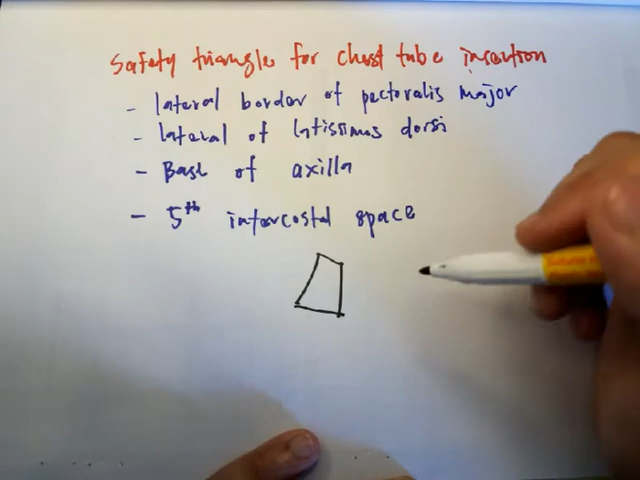 Safety triangle for chest tube insertion
- lateral border of pectoralis major
- lateral of latissimus dorsi
- Base of axilla
- 5th intercostal space